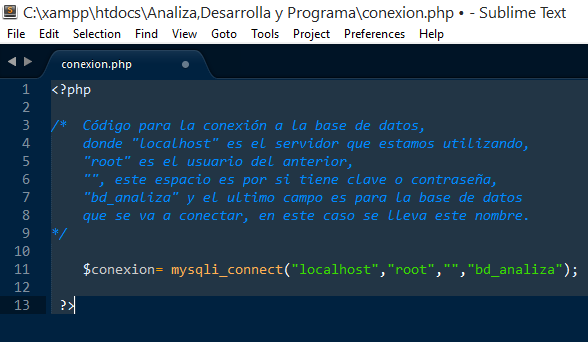 C:\xampp\htdocs\Analiza,Desarrolla y Programa\conexion.php • - Sublime Text
File Edit Selection Find View Goto Tools Project Preferences Help
conexion.php
1 <?php
2
3 /* Código para la conexión a la base de datos,
4 donde "localhost" es el servidor que estamos utilizando,
5 "root" es el usuario del anterior,
6 "", este espacio es por si tiene clave o contraseña,
7 "bd_analiza" y el ultimo campo es para la base de datos
8 que se va a conectar, en este caso se lleva este nombre.
9 */
10
11 $conexion= mysqli_connect("localhost","root","","bd_analiza");
12
13 ?>